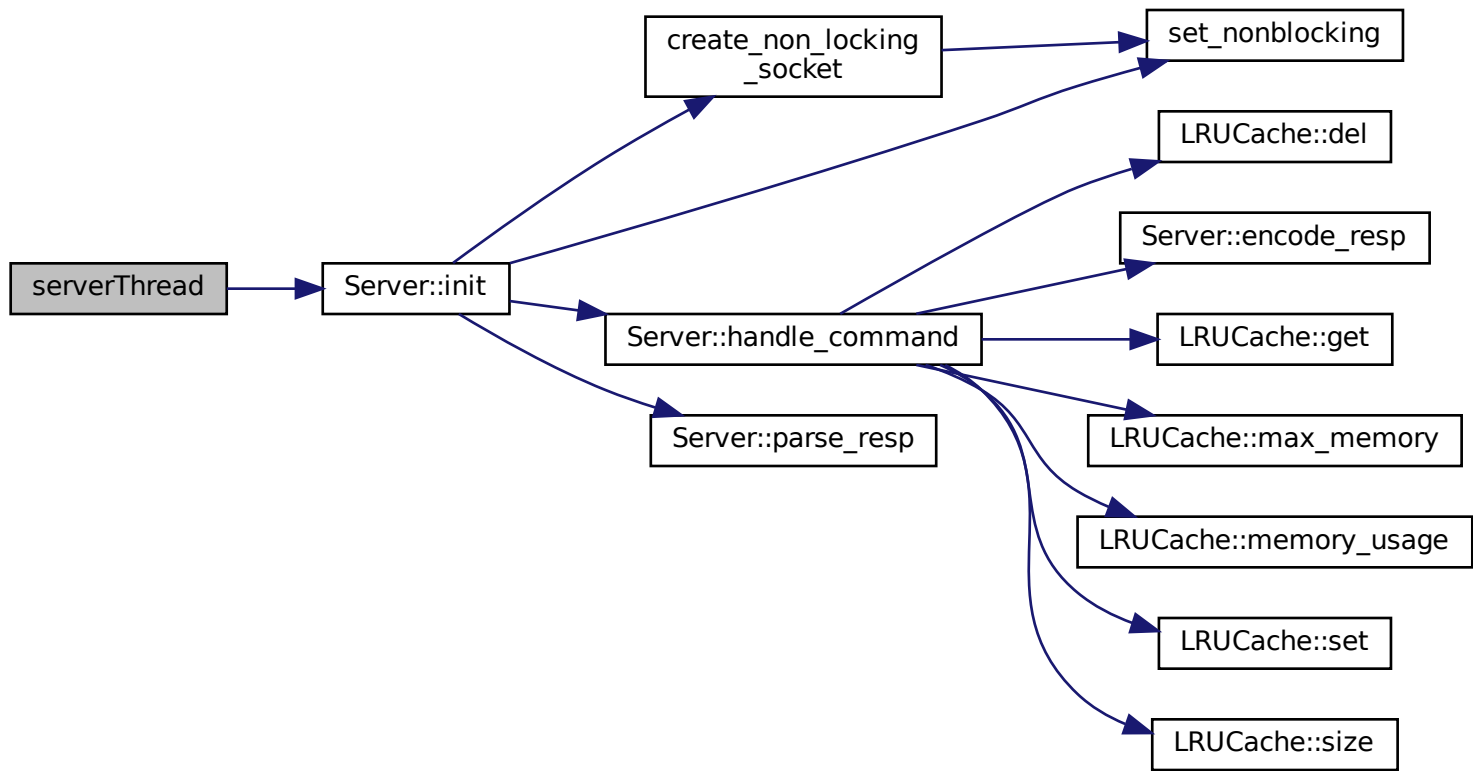 create_non_locking
_socket
set_nonblocking
LRUCache::del
Server::encode_resp
serverThread
Server::init
Server::handle_command
LRUCache::get
Server::parse_resp
LRUCache::max_memory
LRUCache::memory_usage
LRUCache::set
LRUCache::size